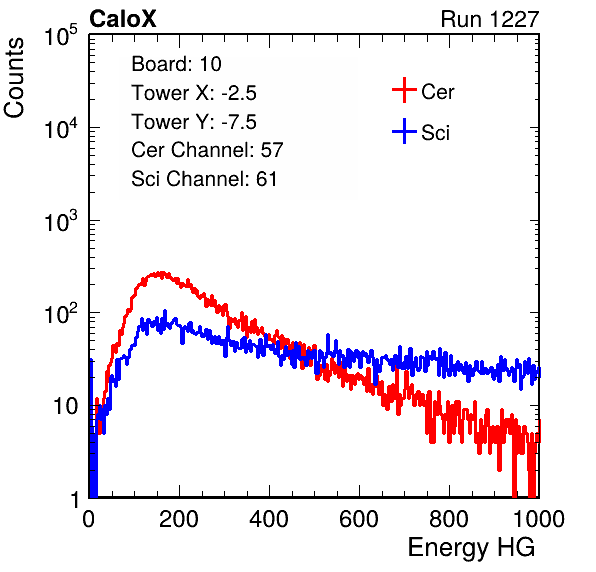 CaloX Run 1227
Board: 10
Tower X: -2.5
Tower Y: -7.5
Cer Channel: 57
Sci Channel: 61
Cer
Sci
Counts
10^5
10^4
10^3
10^2
10
1
0 200 400 600 800 1000
Energy HG